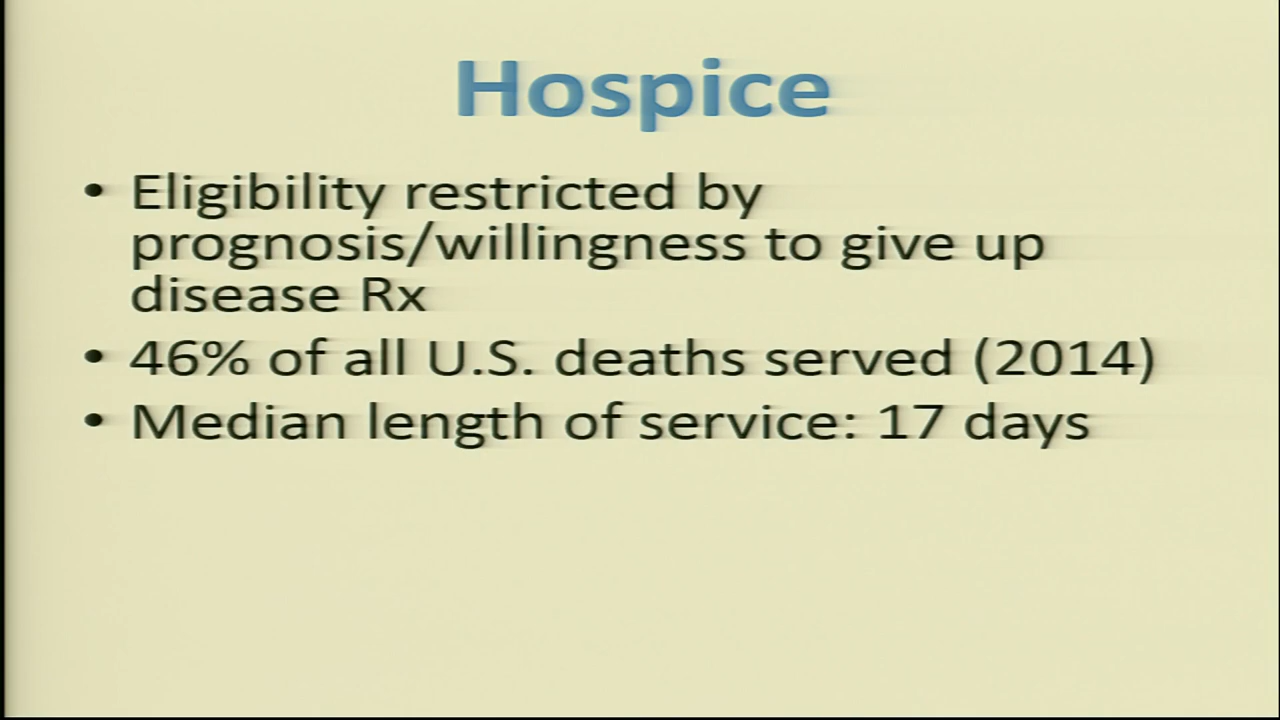 Hospice
• Eligibility restricted by
prognosis/willingness to give up
disease Rx
• 46% of all U.S. deaths served (2014)
• Median length of service: 17 days